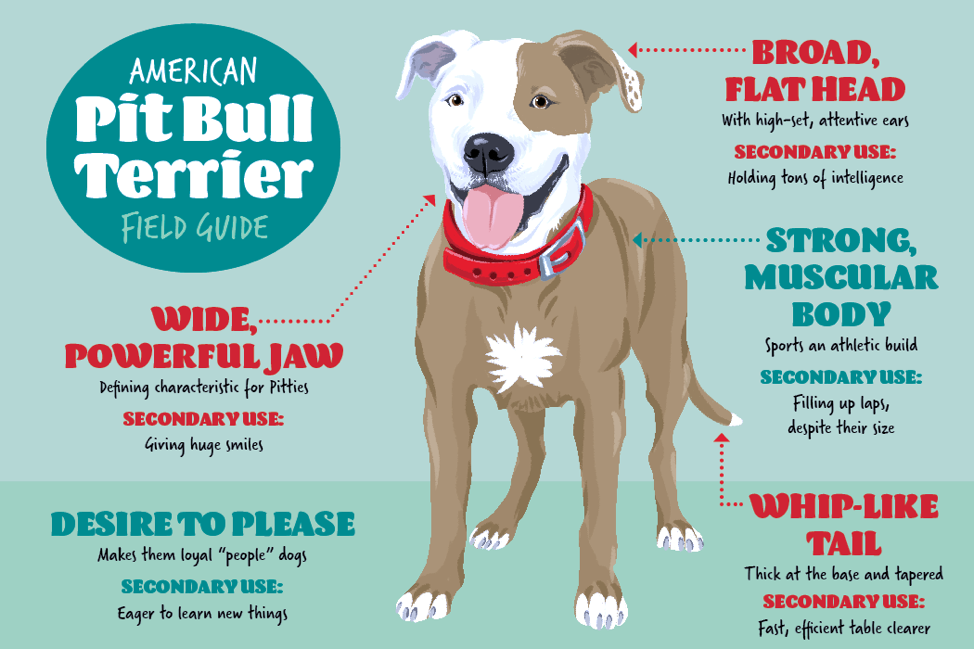 AMERICAN
Pit Bull
Terrier
FIELD GUIDE
BROAD,
FLAT HEAD
With high-set, attentive ears
SECONDARY USE:
Holding tons of intelligence
STRONG,
MUSCULAR
BODY
Sports an athletic build
SECONDARY USE:
Filling up laps,
despite their size
WIDE,
POWERFUL JAW
Defining characteristic for Pitties
SECONDARY USE:
Giving huge smiles
DESIRE TO PLEASE
Makes them loyal "people" dogs
SECONDARY USE:
Eager to learn new things
WHIP-LIKE
TAIL
Thick at the base and tapered
SECONDARY USE:
Fast, efficient table clearer